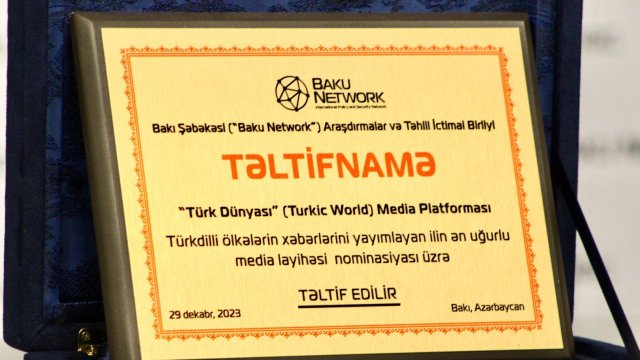 BAKU
NETWORK
International Policy and Security Network
Bakı Şəbəkəsi ("Baku Network") Araşdırmalar və Təhlil İctimai Birliyi
TƏLTİFNAMƏ
"Türk Dünyası" (Turkic World) Media Platforması
Türkdilli ölkələrin xəbərlərini yayımlayan ilin ən uğurlu
media layihəsi nominasiyası üzrə
TƏLTİF EDİLİR
29 dekabr, 2023
Bakı, Azərbaycan